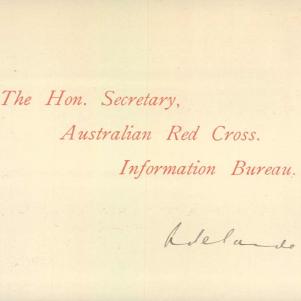 The Hon. Secretary,
Australian Red Cross.
Information Bureau.
Adelaide